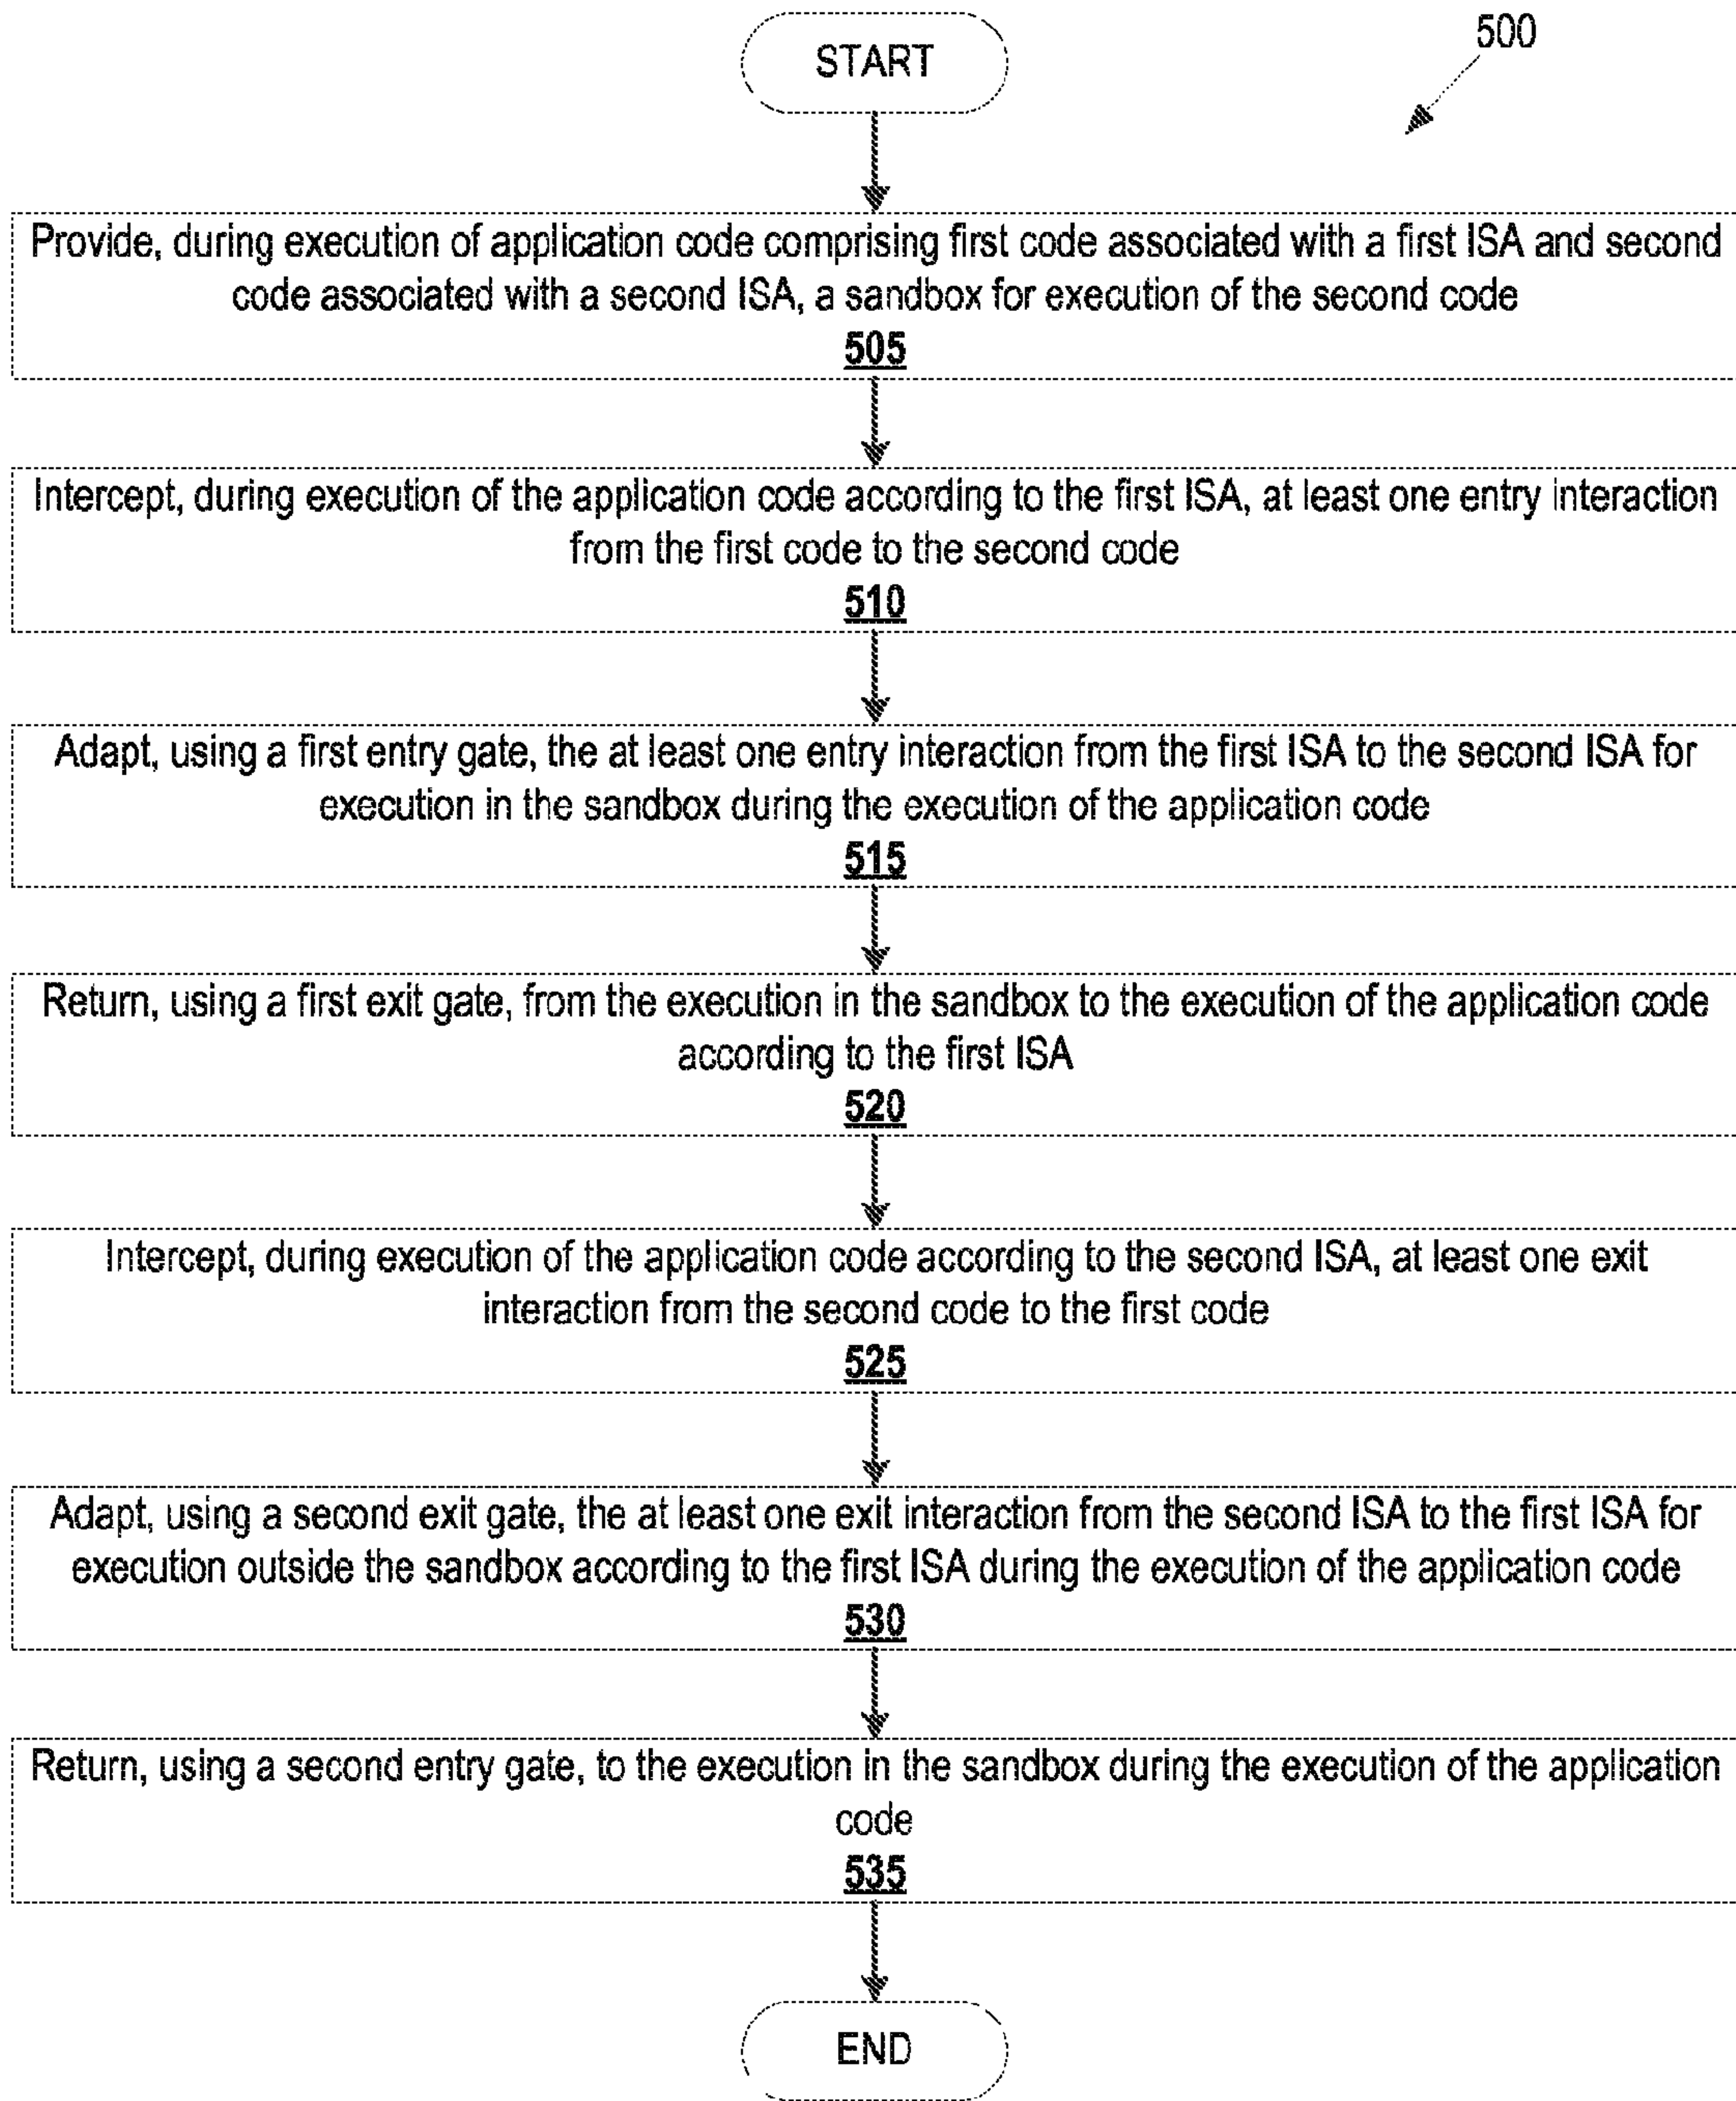 START
500
Provide, during execution of application code comprising first code associated with a first ISA and second
code associated with a second ISA, a sandbox for execution of the second code
505
Intercept, during execution of the application code according to the first ISA, at least one entry interaction
from the first code to the second code
510
Adapt, using a first entry gate, the at least one entry interaction from the first ISA to the second ISA for
execution in the sandbox during the execution of the application code
515
Return, using a first exit gate, from the execution in the sandbox to the execution of the application code
according to the first ISA
520
Intercept, during execution of the application code according to the second ISA, at least one exit
interaction from the second code to the first code
525
Adapt, using a second exit gate, the at least one exit interaction from the second ISA to the first ISA for
execution outside the sandbox according to the first ISA during the execution of the application code
530
Return, using a second entry gate, to the execution in the sandbox during the execution of the application
code
535
END